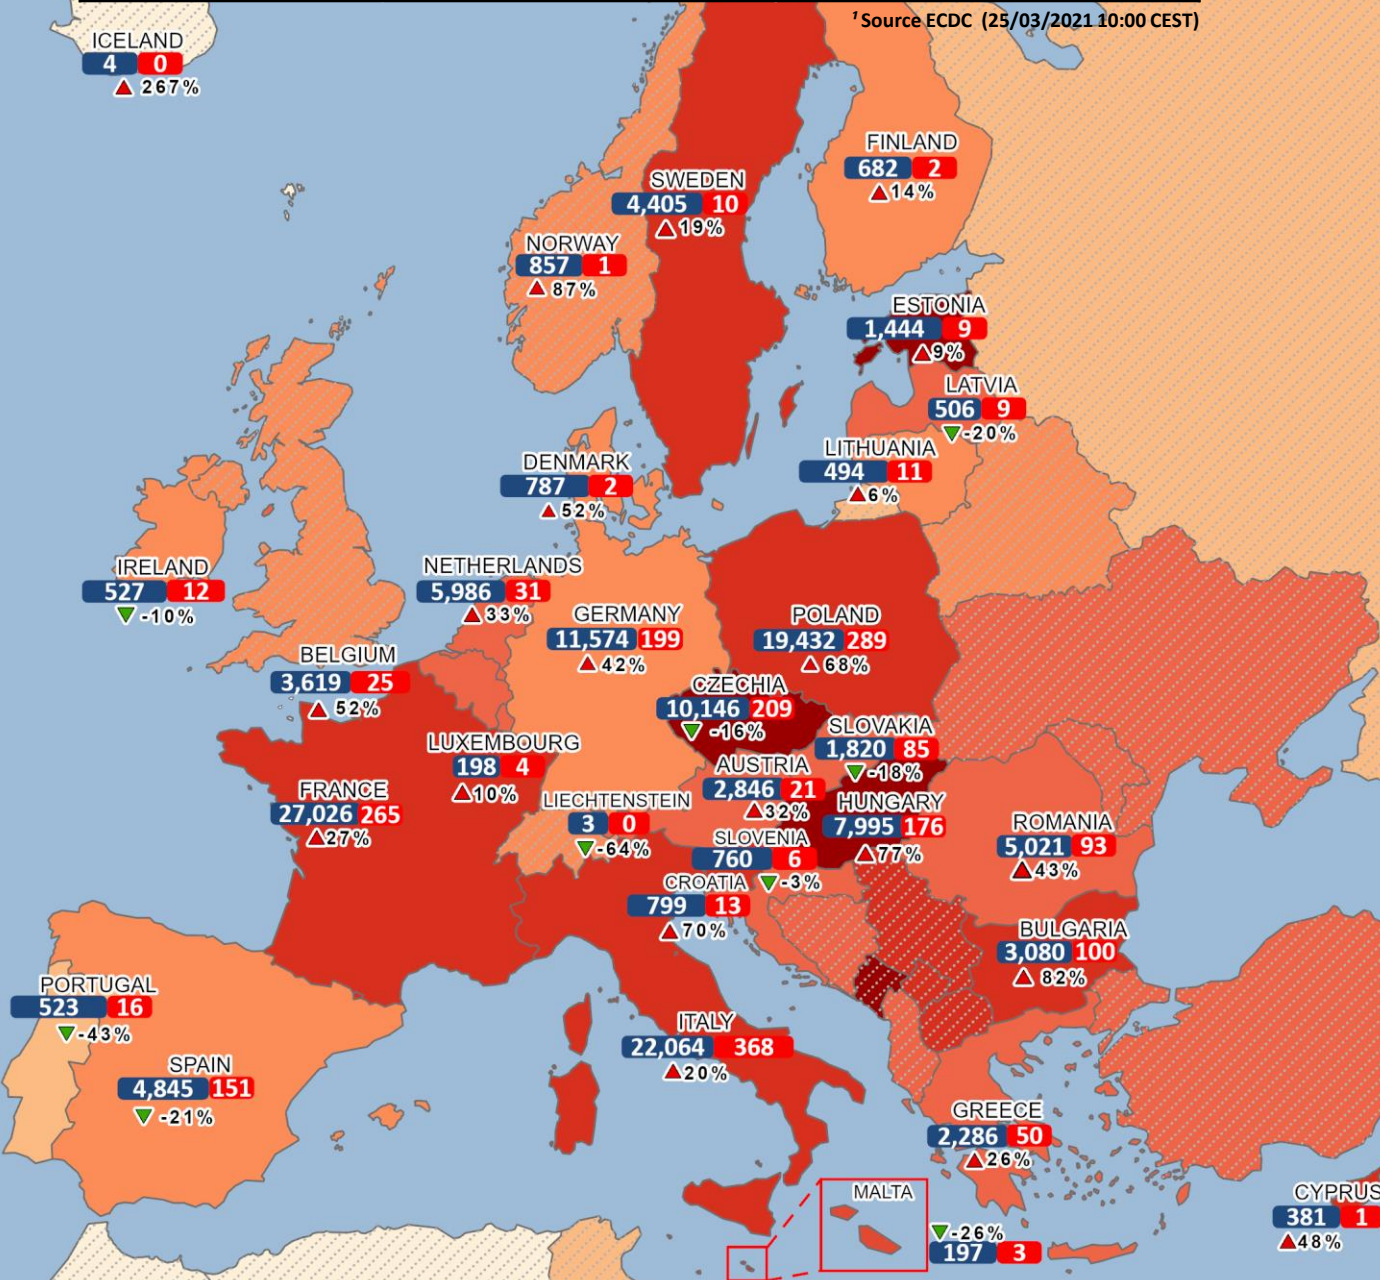 ¹ Source ECDC (25/03/2021 10:00 CEST)
ICELAND
4 0
267%
FINLAND
682 2
14%
SWEDEN
4,405 10
19%
NORWAY
857 1
87%
ESTONIA
1,444 9
9%
LATVIA
506 9
-20%
LITHUANIA
494 11
6%
DENMARK
787 2
52%
IRELAND
527 12
-10%
NETHERLANDS
5,986 31
33%
GERMANY
11,574 199
42%
POLAND
19,432 289
68%
BELGIUM
3,619 25
52%
CZECHIA
10,146 209
-16%
SLOVAKIA
1,820 85
-18%
LUXEMBOURG
198 4
10%
AUSTRIA
2,846 21
32%
FRANCE
27,026 265
27%
LIECHTENSTEIN
3 0
-64%
HUNGARY
7,995 176
77%
ROMANIA
5,021 93
43%
SLOVENIA
760 6
-3%
CROATIA
799 13
70%
BULGARIA
3,080 100
82%
PORTUGAL
523 16
-43%
ITALY
22,064 368
20%
SPAIN
4,845 151
-21%
GREECE
2,286 50
26%
MALTA
-26%
197 3
CYPRUS
381 1
48%